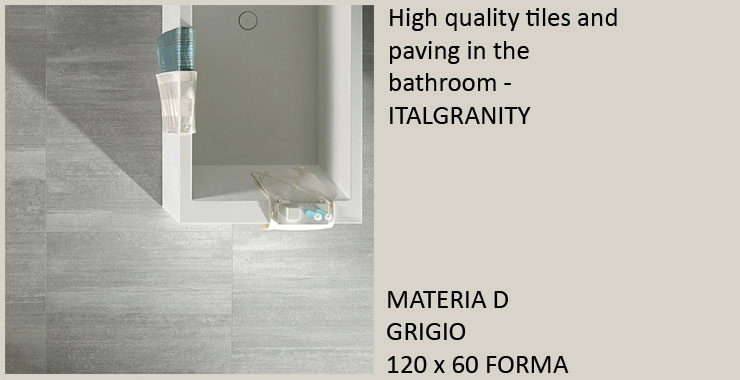 High quality tiles and
paving in the
bathroom -
ITALGRANITY
MATERIA D
GRIGIO
120 x 60 FORMA